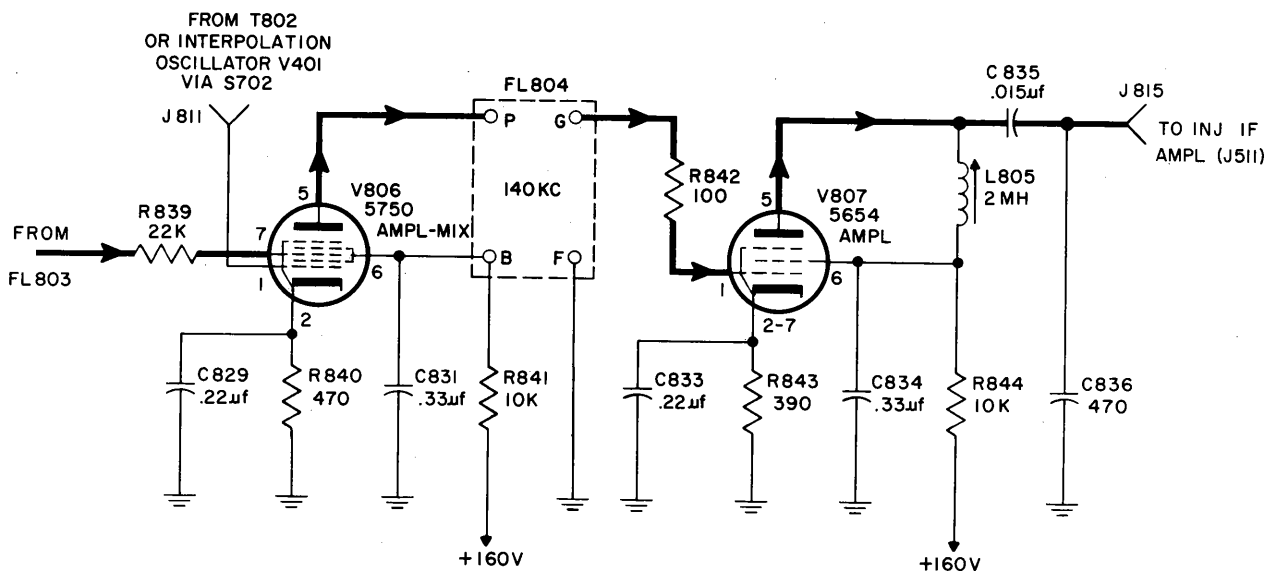 FROM T802
OR INTERPOLATION
OSCILLATOR V401
VIA S702
J811
FL804
P
G
140KC
B
F
C 835
.015µf
J815
TO INJ IF
AMPL (J511)
L805
2 MH
R842
100
5
V806
5750
AMPL-MIX
7
6
1
2
R839
22K
FROM
FL803
5
V807
5654
AMPL
1
6
2-7
C829
.22µf
R840
470
C831
.33µf
R841
10K
C833
.22µf
R843
390
C834
.33µf
R844
10K
C836
470
+160V
+160V